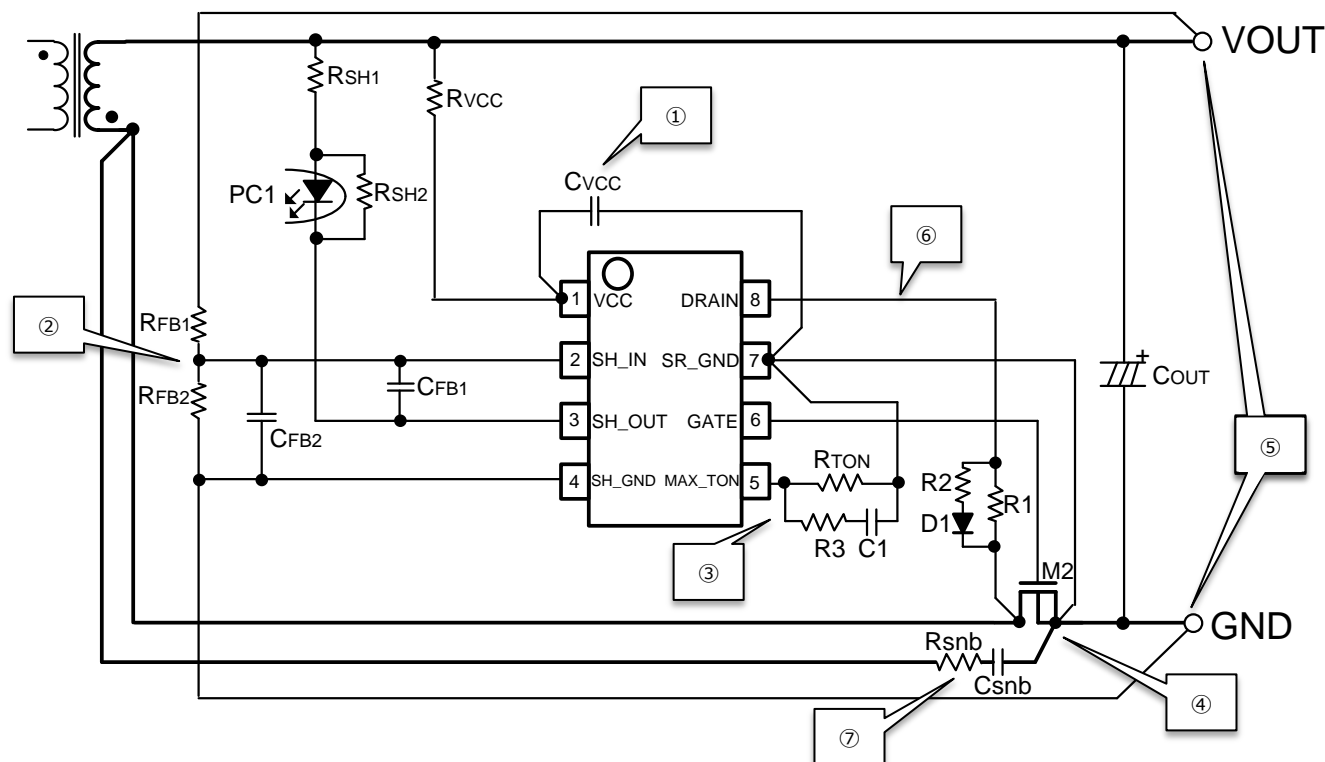 VOUT
RSH1
RVCC
①
CVCC
PC1
RSH2
⑥
1
VCC
DRAIN
8
②
RFB1
2
SH_IN
SR_GND
7
+
COUT
RFB2
CFB1
CFB2
3
SH_OUT
GATE
6
⑤
RTON
4
SH_GND
MAX_TON
5
R2
R1
D1
R3
C1
③
M2
GND
Rsnb
Csnb
④
⑦